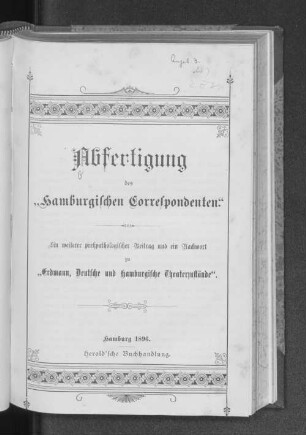 Abfertigung
des
„Hamburgischen Correspondenten.“
Ein weiterer preßpathologischer Beitrag und ein Nachwort
zu
„Erdmann, Deutsche und Hamburgische Theaterzustände“.
Hamburg 1896.
Herold'sche Buchhandlung.